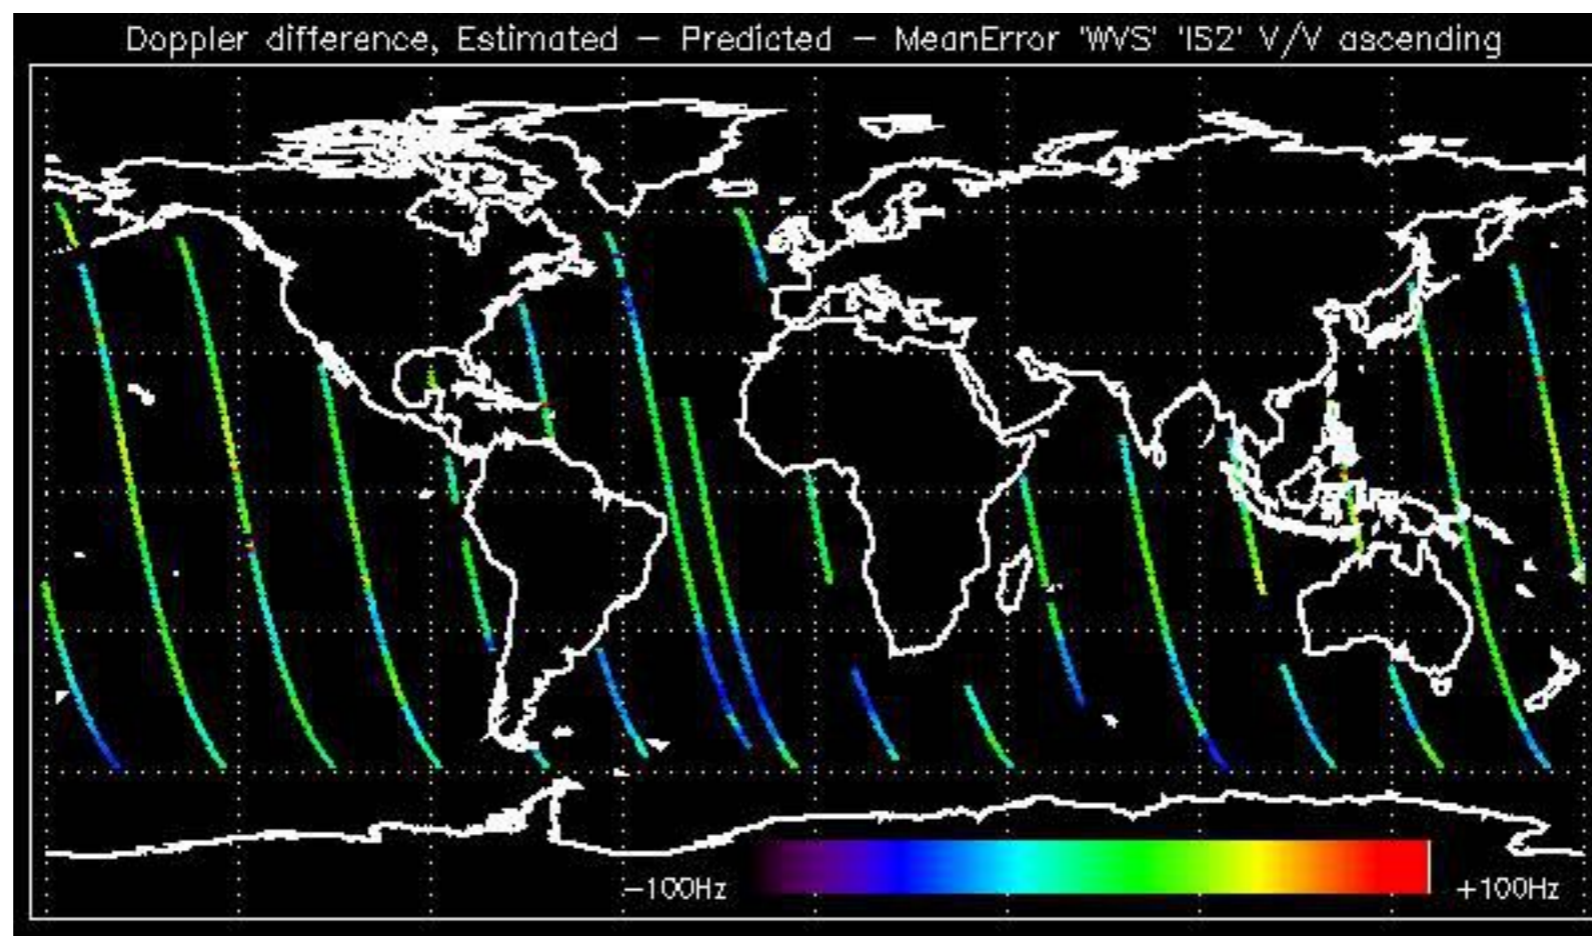 Doppler difference, Estimated – Predicted – MeanError 'WVS' 'IS2' V/V ascending
−100Hz +100Hz